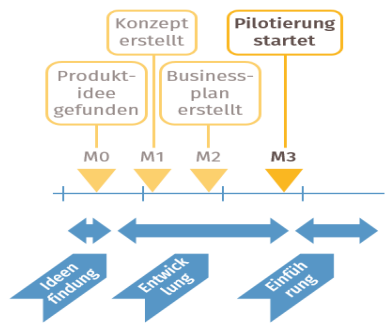 Konzept
erstellt
Pilotierung
startet
Produkt-
idee
gefunden
Business-
plan
erstellt
M0
M1
M2
M3
Ideen
findung
Entwick
lung
Einfüh
rung